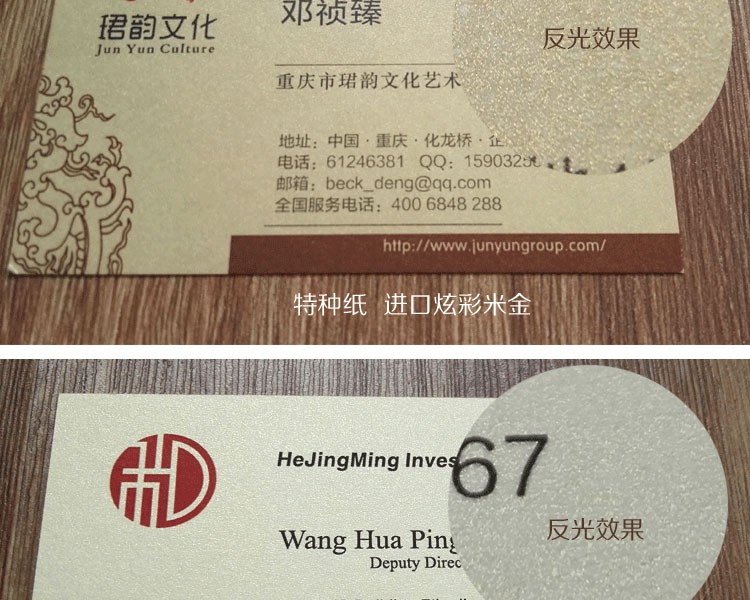 珺韵文化
Jun Yun Culture
邓祯臻
反光效果
重庆市珺韵文化艺术
地址：中国·重庆·化龙桥·企
电话：61246381 QQ：1590325
邮箱：beck_deng@qq.com
全国服务电话：400 6848 288
http://www.junyungroup.com/
特种纸 进口炫彩米金
HeJingMing Inves
67
Wang Hua Ping
反光效果
Deputy Direc